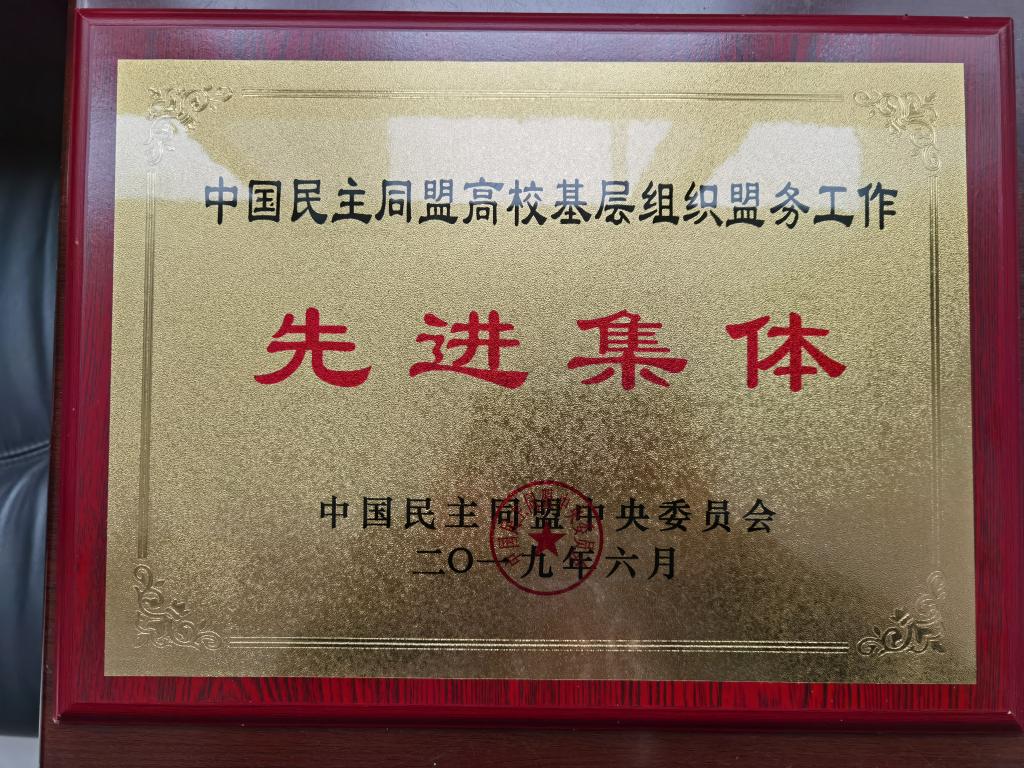 中国民主同盟高校基层组织盟务工作
先进集体
中国民主同盟中央委员会
二〇一九年六月